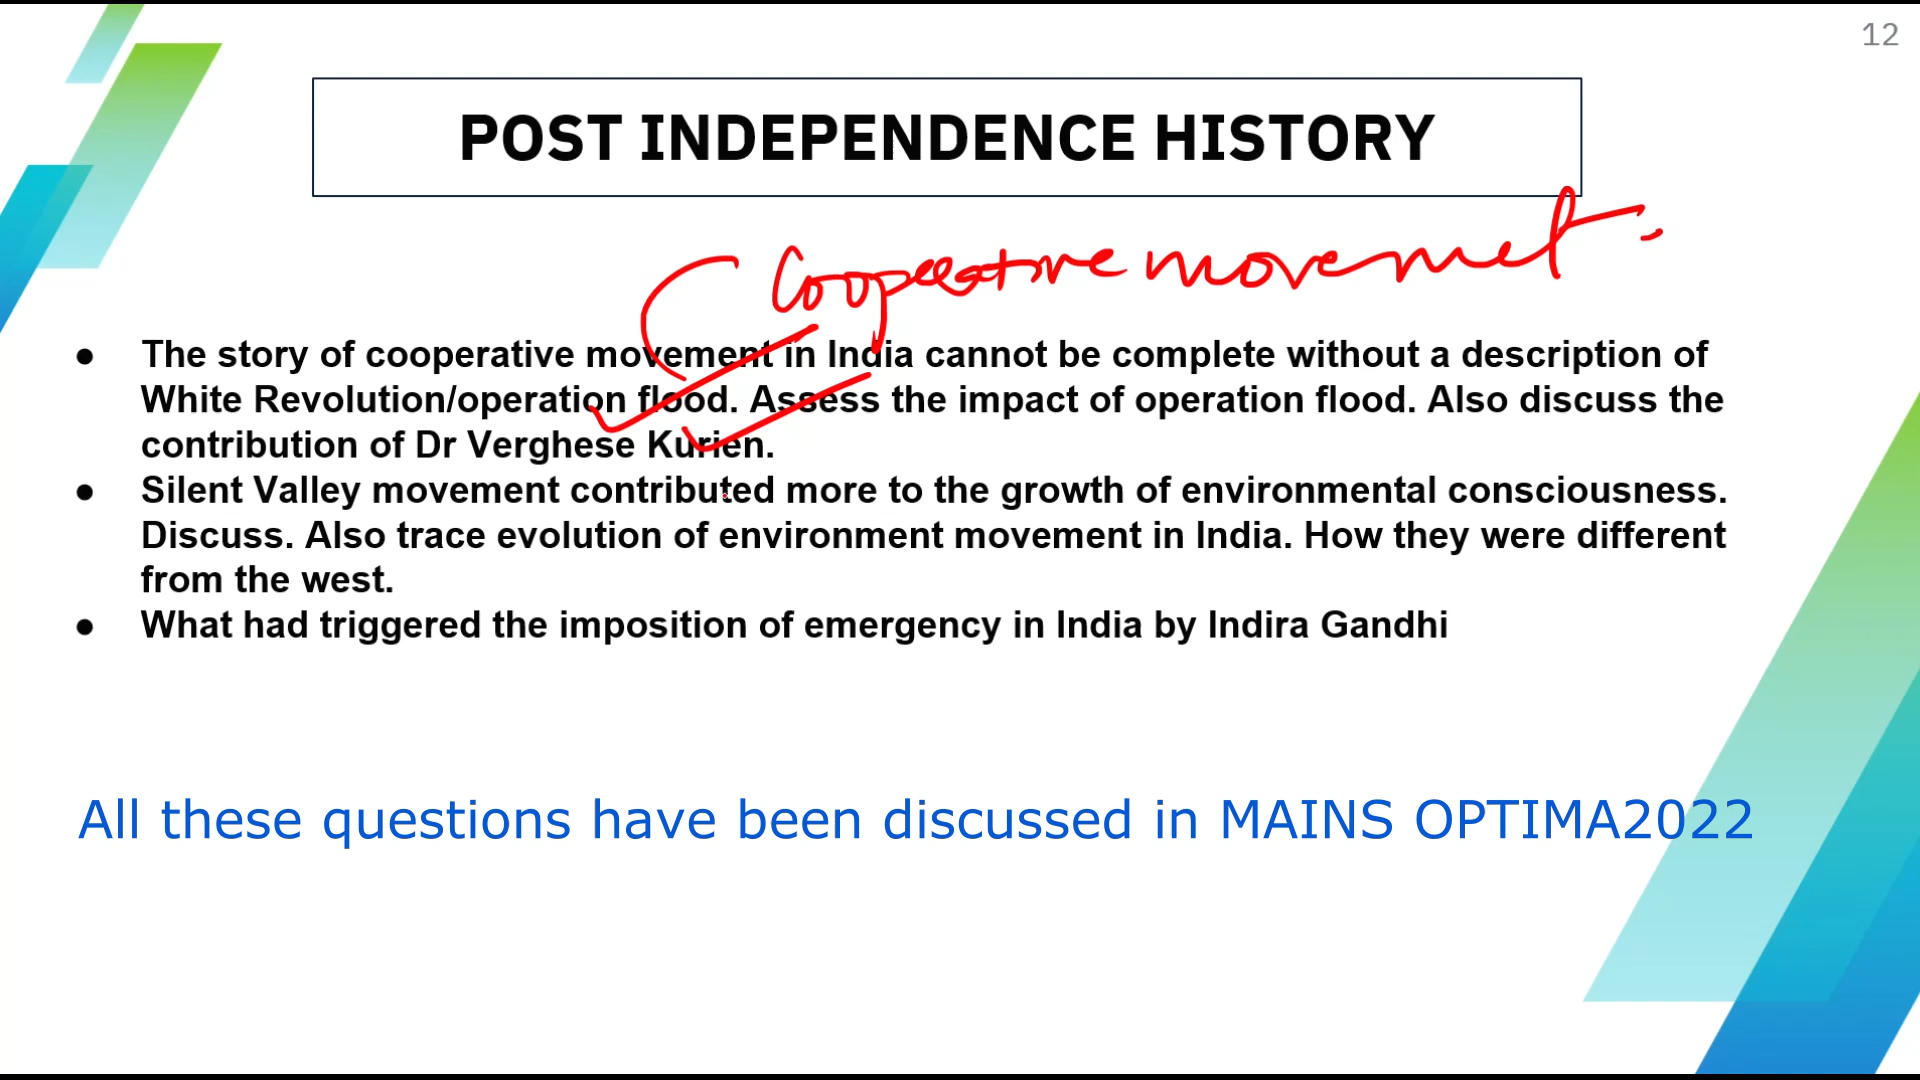 12
POST INDEPENDENCE HISTORY
Cooperative movemet
● The story of cooperative movement in India cannot be complete without a description of
White Revolution/operation flood. Assess the impact of operation flood. Also discuss the
contribution of Dr Verghese Kurien.
● Silent Valley movement contributed more to the growth of environmental consciousness.
Discuss. Also trace evolution of environment movement in India. How they were different
from the west.
● What had triggered the imposition of emergency in India by Indira Gandhi
All these questions have been discussed in MAINS OPTIMA2022